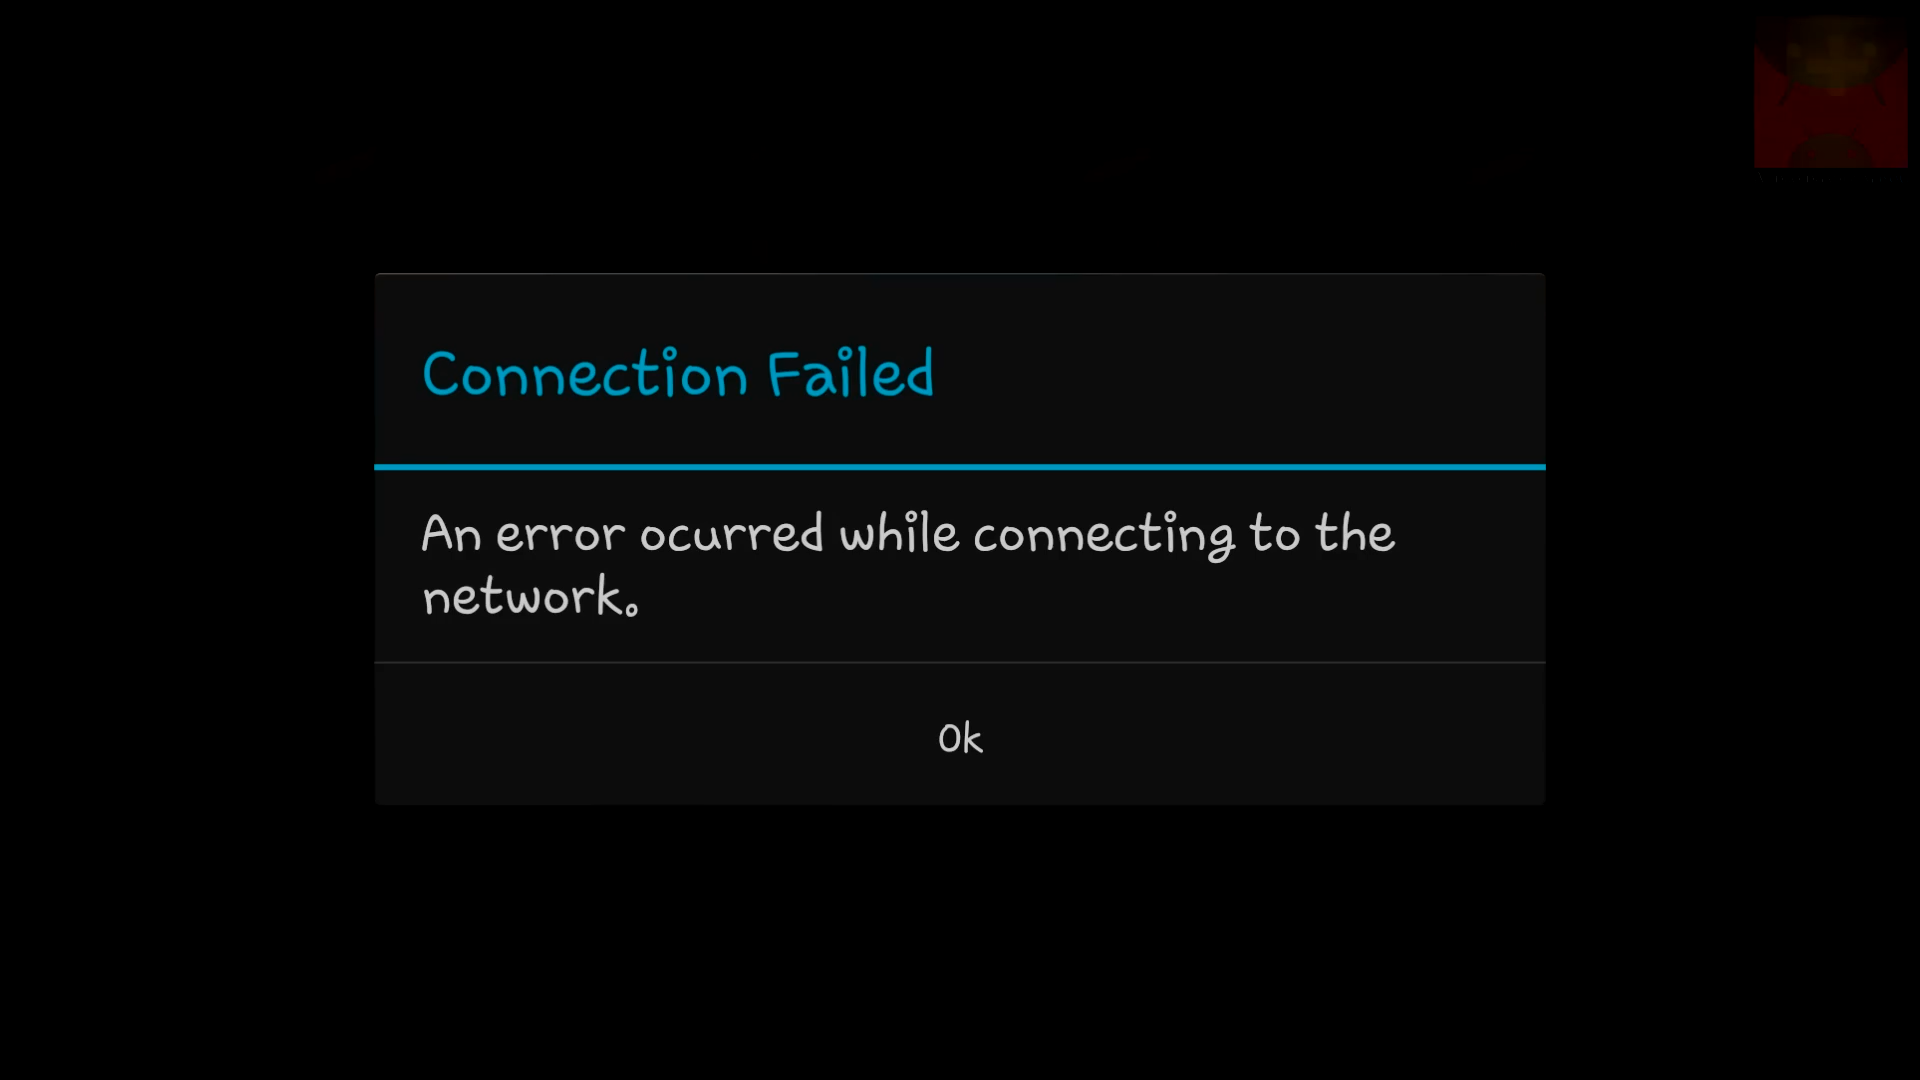 Connection Failed
An error ocurred while connecting to the
network.
Ok